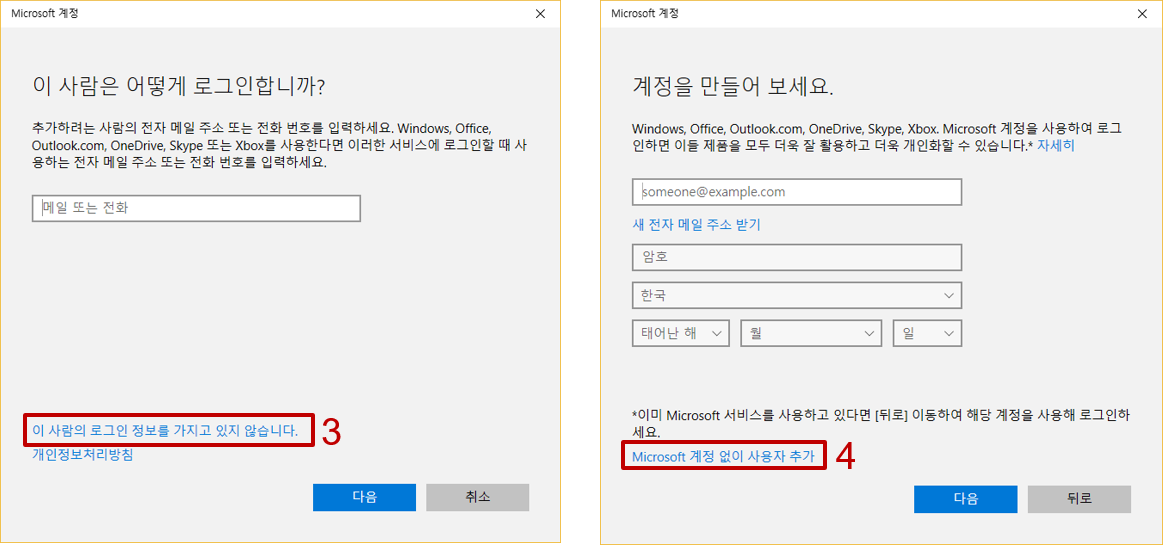 Microsoft 계정
이 사람은 어떻게 로그인합니까?
추가하려는 사람의 전자 메일 주소 또는 전화 번호를 입력하세요. Windows, Office,
Outlook.com, OneDrive, Skype 또는 Xbox를 사용한다면 이러한 서비스에 로그인할 때 사
용하는 전자 메일 주소 또는 전화 번호를 입력하세요.
메일 또는 전화
이 사람의 로그인 정보를 가지고 있지 않습니다.
3
개인정보처리방침
다음
취소
Microsoft 계정
계정을 만들어 보세요.
Windows, Office, Outlook.com, OneDrive, Skype, Xbox. Microsoft 계정을 사용하여 로그
인하면 이들 제품을 모두 더욱 잘 활용하고 더욱 개인화할 수 있습니다.* 자세히
someone@example.com
새 전자 메일 주소 받기
암호
한국
태어난 해
월
일
*이미 Microsoft 서비스를 사용하고 있다면 [뒤로] 이동하여 해당 계정을 사용해 로그인하
세요.
Microsoft 계정 없이 사용자 추가
4
다음
뒤로